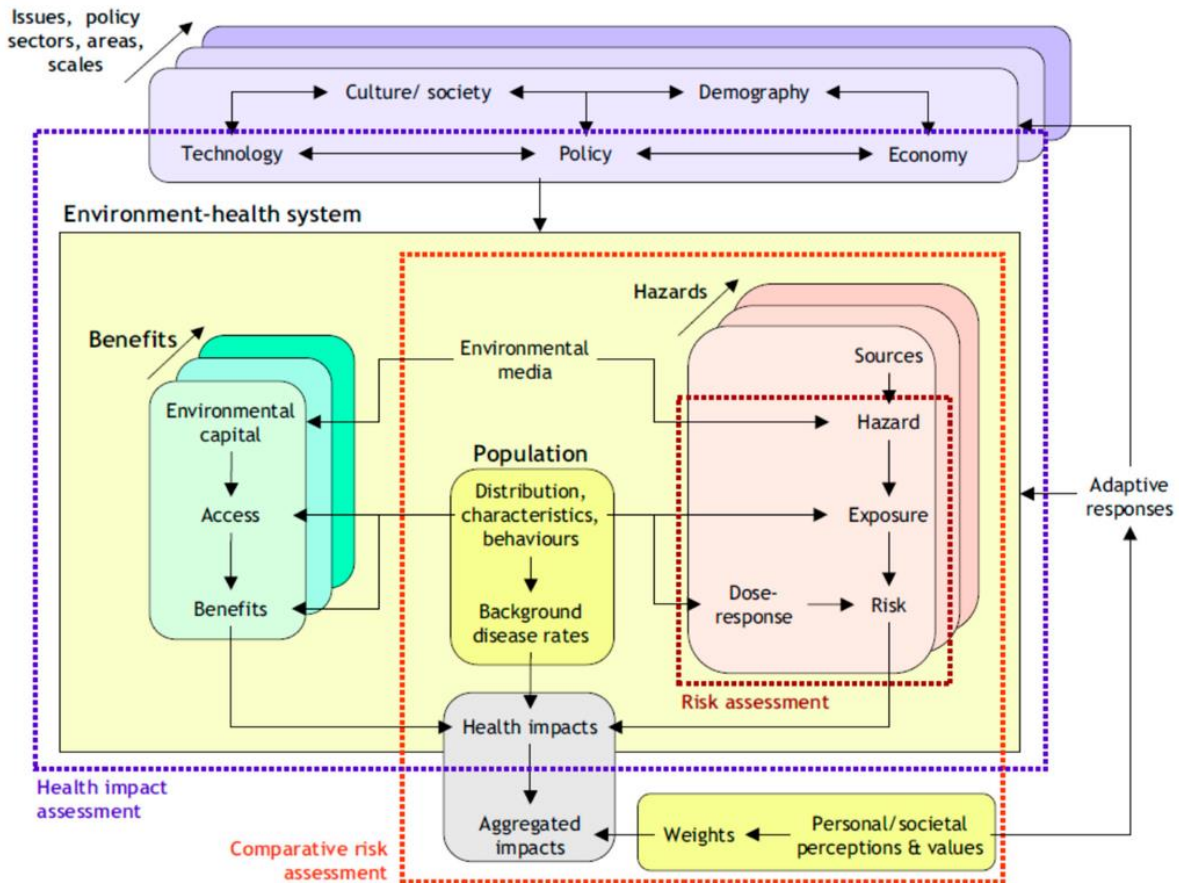 Issues, policy
sectors, areas,
scales
Culture/ society
Demography
Technology
Policy
Economy
Environment-health system
Hazards
Benefits
Environmental
media
Sources
Environmental
capital
Hazard
Population
Distribution,
characteristics,
behaviours
Access
Exposure
Adaptive
responses
Benefits
Background
disease rates
Dose-
response
Risk
Risk assessment
Health impacts
Health impact
assessment
Aggregated
impacts
Weights
Personal/societal
perceptions & values
Comparative risk
assessment